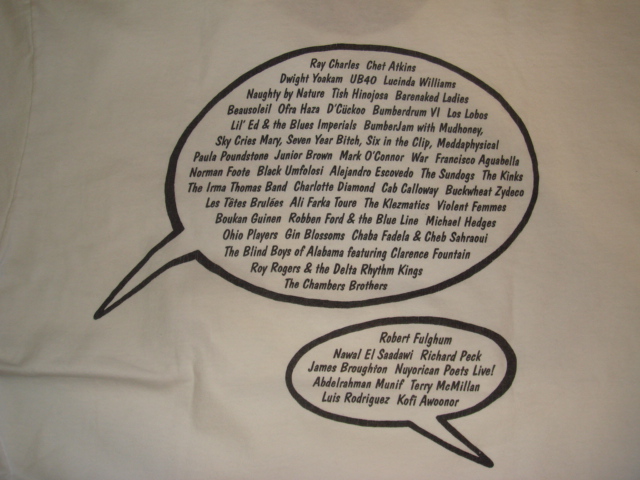 Ray Charles Chet Atkins
Dwight Yoakam UB40 Lucinda Williams
Naughty by Nature Tish Hinojosa Barenaked Ladies
Beausoleil Ofra Haza D'Cückoo Bumberdrum VI Los Lobos
Lil' Ed & the Blues Imperials BumberJam with Mudhoney,
Sky Cries Mary, Seven Year Bitch, Six in the Clip, Meddaphysical
Paula Poundstone Junior Brown Mark O'Connor War Francisco Aguabella
Norman Foote Black Umfolosi Alejandro Escovedo The Sundogs The Kinks
The Irma Thomas Band Charlotte Diamond Cab Calloway Buckwheat Zydeco
Les Têtes Brulées Ali Farka Toure The Klezmatics Violent Femmes
Boukan Guinen Robben Ford & the Blue Line Michael Hedges
Ohio Players Gin Blossoms Chaba Fadela & Cheb Sahraoui
The Blind Boys of Alabama featuring Clarence Fountain
Roy Rogers & the Delta Rhythm Kings
The Chambers Brothers
Robert Fulghum
Nawal El Saadawi Richard Peck
James Broughton Nuyorican Poets Live!
Abdelrahman Munif Terry McMillan
Luis Rodriguez Kofi Awoonor